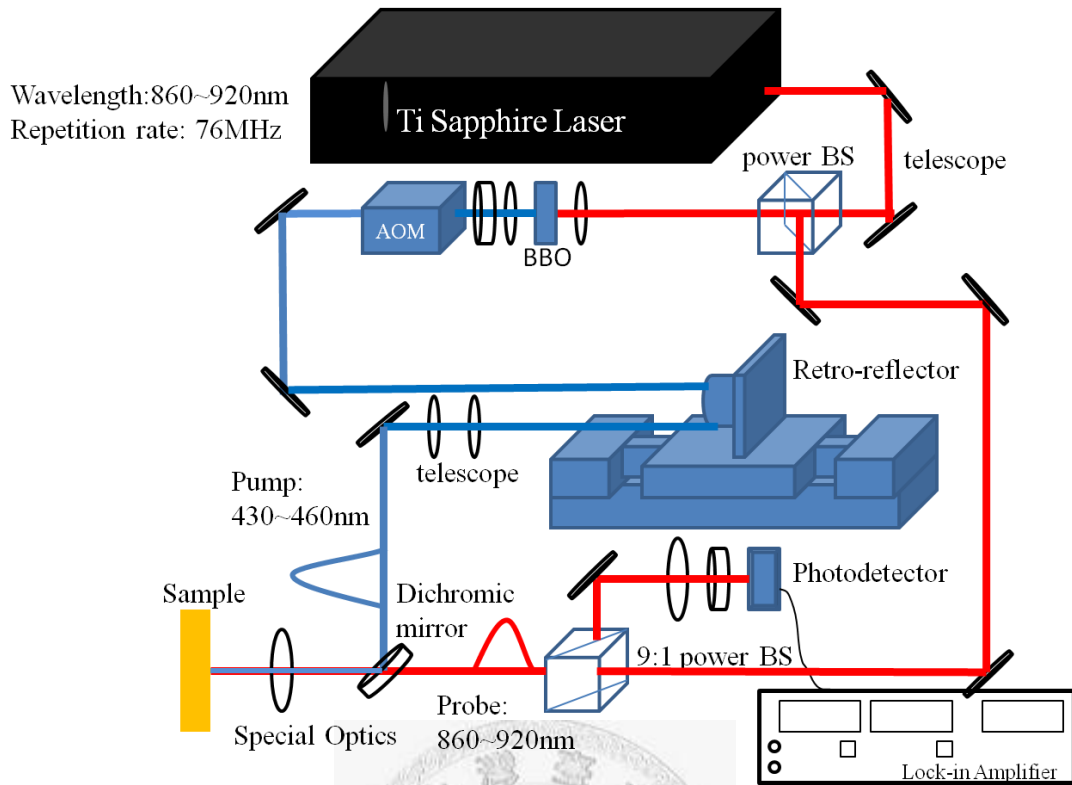 Wavelength:860~920nm
Repetition rate: 76MHz
Ti Sapphire Laser
power BS
telescope
AOM
BBO
Retro-reflector
telescope
Pump:
430~460nm
Photodetector
Sample
Dichromic
mirror
9:1 power BS
Probe:
860~920nm
Special Optics
Lock-in Amplifier